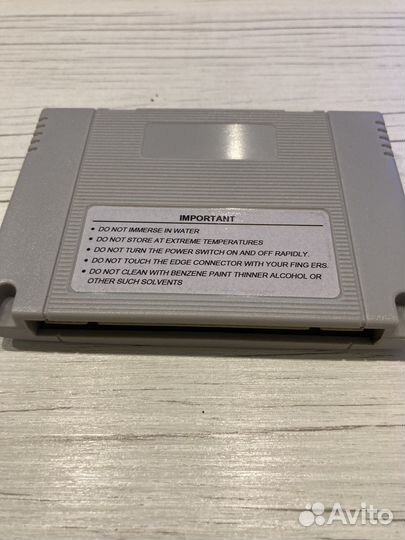 IMPORTANT
• DO NOT IMMERSE IN WATER
• DO NOT STORE AT EXTREME TEMPERATURES
• DO NOT TURN THE POWER SWITCH ON AND OFF RAPIDLY.
• DO NOT TOUCH THE EDGE CONNECTOR WITH YOUR FING ERS.
• DO NOT CLEAN WITH BENZENE PAINT THINNER ALCOHOL OR
OTHER SUCH SOLVENTS
Avito